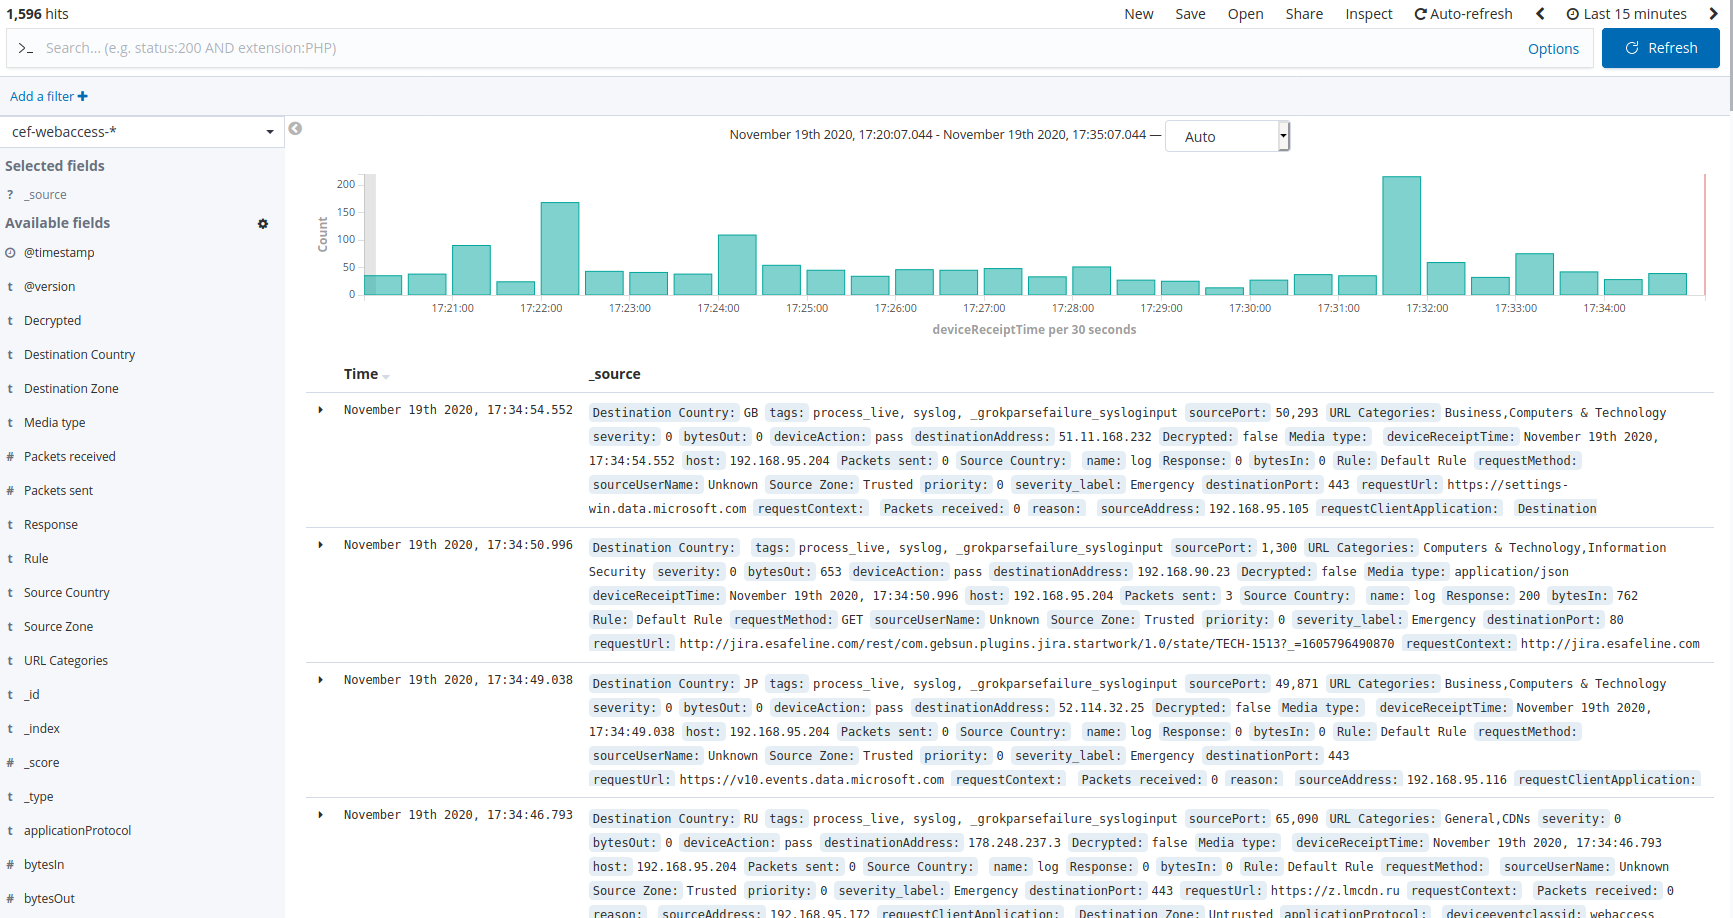 1,596 hits
New Save Open Share Inspect Auto-refresh Last 15 minutes
>_ Search... (e.g. status:200 AND extension:PHP) Options Refresh
Add a filter +
cef-webaccess-*
Selected fields
? _source
Available fields
@timestamp
t @version
t Decrypted
t Destination Country
t Destination Zone
t Media type
# Packets received
# Packets sent
t Response
t Rule
t Source Country
t Source Zone
t URL Categories
t _id
t _index
# _score
t _type
t applicationProtocol
# bytesIn
# bytesOut
November 19th 2020, 17:20:07.044 - November 19th 2020, 17:35:07.044 — Auto
Count
200
150
100
50
0
17:21:00 17:22:00 17:23:00 17:24:00 17:25:00 17:26:00 17:27:00 17:28:00 17:29:00 17:30:00 17:31:00 17:32:00 17:33:00 17:34:00
deviceReceiptTime per 30 seconds
Time _source
November 19th 2020, 17:34:54.552
Destination Country: GB tags: process_live, syslog, _grokparsefailure_sysloginput sourcePort: 50,293 URL Categories: Business,Computers & Technology
severity: 0 bytesOut: 0 deviceAction: pass destinationAddress: 51.11.168.232 Decrypted: false Media type: deviceReceiptTime: November 19th 2020,
17:34:54.552 host: 192.168.95.204 Packets sent: 0 Source Country: name: log Response: 0 bytesIn: 0 Rule: Default Rule requestMethod:
sourceUserName: Unknown Source Zone: Trusted priority: 0 severity_label: Emergency destinationPort: 443 requestUrl: https://settings-
win.data.microsoft.com requestContext: Packets received: 0 reason: sourceAddress: 192.168.95.105 requestClientApplication: Destination
November 19th 2020, 17:34:50.996
Destination Country: tags: process_live, syslog, _grokparsefailure_sysloginput sourcePort: 1,300 URL Categories: Computers & Technology,Information
Security severity: 0 bytesOut: 653 deviceAction: pass destinationAddress: 192.168.90.23 Decrypted: false Media type: application/json
deviceReceiptTime: November 19th 2020, 17:34:50.996 host: 192.168.95.204 Packets sent: 3 Source Country: name: log Response: 200 bytesIn: 762
Rule: Default Rule requestMethod: GET sourceUserName: Unknown Source Zone: Trusted priority: 0 severity_label: Emergency destinationPort: 80
requestUrl: http://jira.esafeline.com/rest/com.gebsun.plugins.jira.startwork/1.0/state/TECH-1513?_=1605796490870 requestContext: http://jira.esafeline.com
November 19th 2020, 17:34:49.038
Destination Country: JP tags: process_live, syslog, _grokparsefailure_sysloginput sourcePort: 49,871 URL Categories: Business,Computers & Technology
severity: 0 bytesOut: 0 deviceAction: pass destinationAddress: 52.114.32.25 Decrypted: false Media type: deviceReceiptTime: November 19th 2020,
17:34:49.038 host: 192.168.95.204 Packets sent: 0 Source Country: name: log Response: 0 bytesIn: 0 Rule: Default Rule requestMethod:
sourceUserName: Unknown Source Zone: Trusted priority: 0 severity_label: Emergency destinationPort: 443
requestUrl: https://v10.events.data.microsoft.com requestContext: Packets received: 0 reason: sourceAddress: 192.168.95.116 requestClientApplication:
November 19th 2020, 17:34:46.793
Destination Country: RU tags: process_live, syslog, _grokparsefailure_sysloginput sourcePort: 65,090 URL Categories: General,CDNs severity: 0
bytesOut: 0 deviceAction: pass destinationAddress: 178.248.237.3 Decrypted: false Media type: deviceReceiptTime: November 19th 2020, 17:34:46.793
host: 192.168.95.204 Packets sent: 0 Source Country: name: log Response: 0 bytesIn: 0 Rule: Default Rule requestMethod: sourceUserName: Unknown
Source Zone: Trusted priority: 0 severity_label: Emergency destinationPort: 443 requestUrl: https://z.lmcdn.ru requestContext: Packets received: 0
reason: sourceAddress: 192.168.95.172 requestClientApplication: Destination Zone: Untrusted applicationProtocol: deviceeventclassid: webaccess